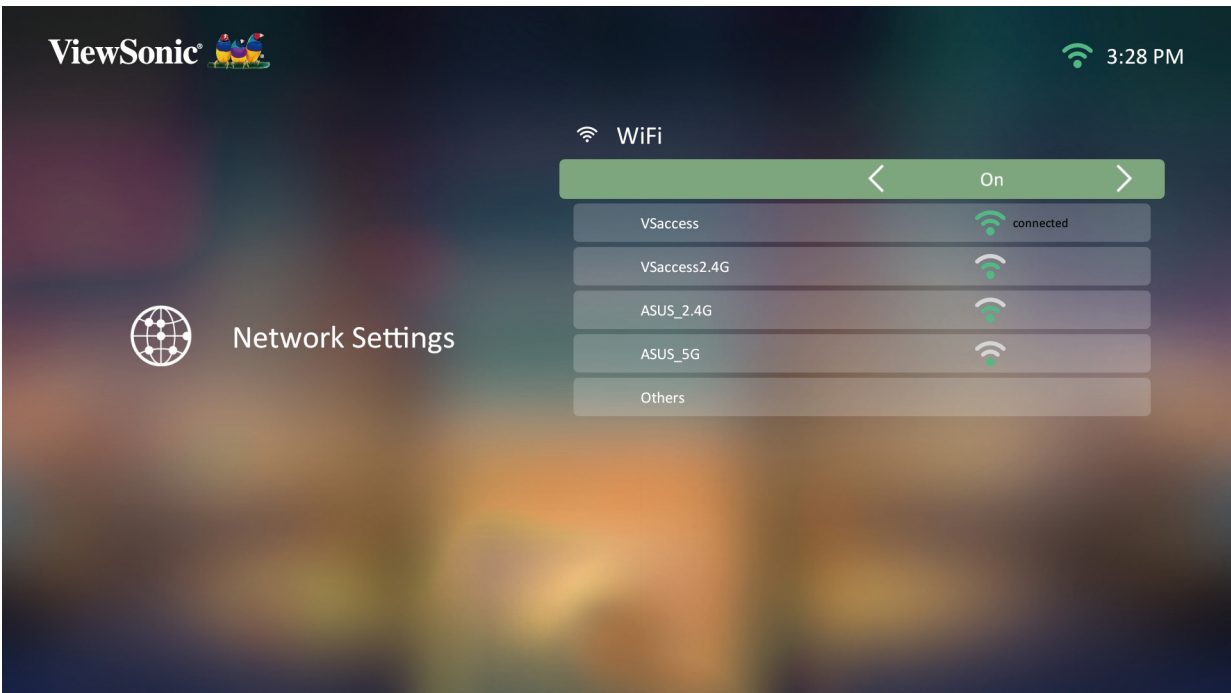 ViewSonic®
3:28 PM
WiFi
On
VSaccess connected
VSaccess2.4G
ASUS_2.4G
Network Settings
ASUS_5G
Others